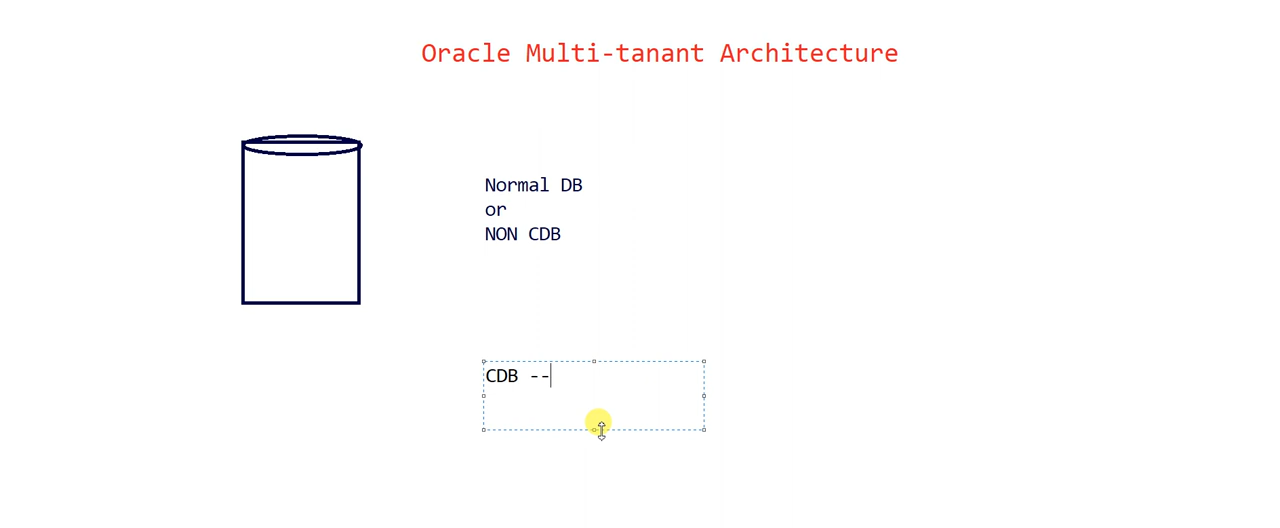 Oracle Multi-tanant Architecture
Normal DB
or
NON CDB
CDB --